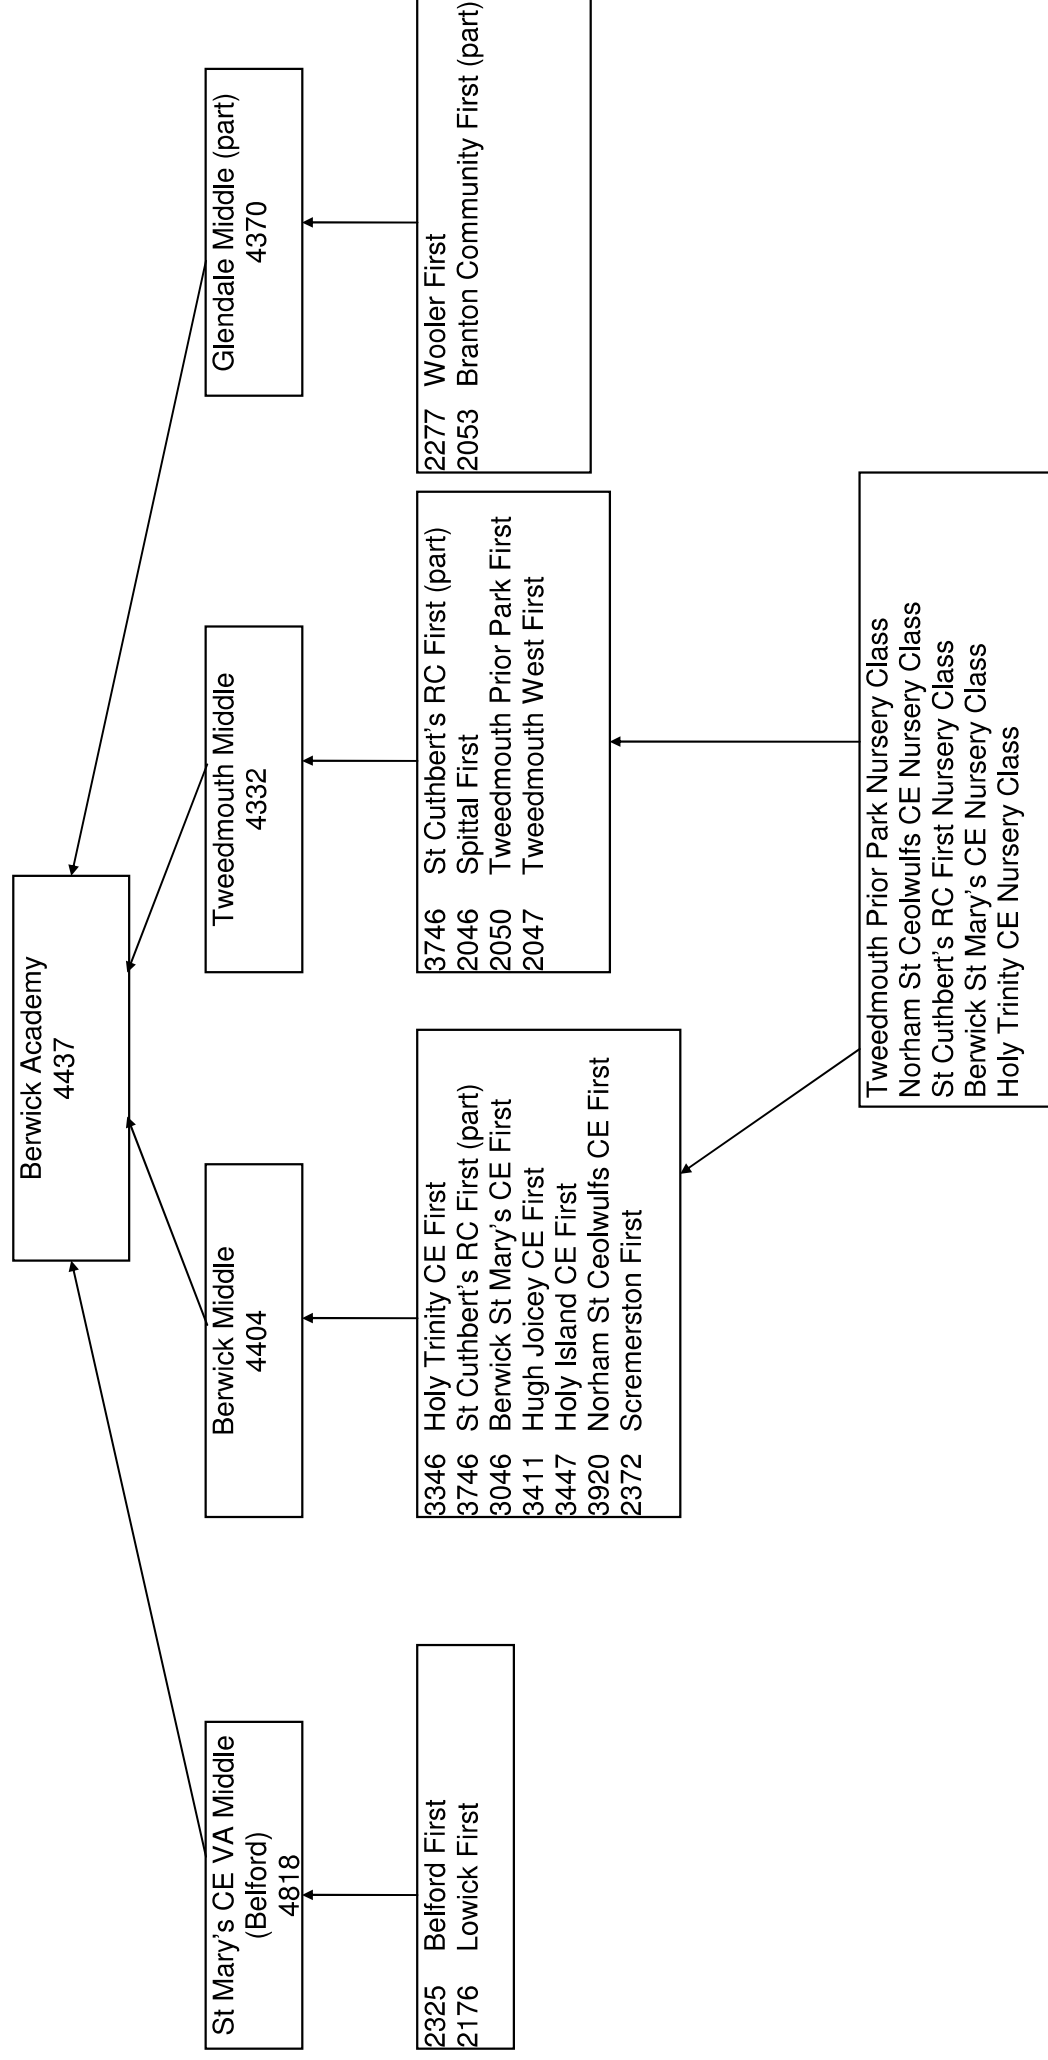 Berwick Academy
4437
St Mary's CE VA Middle
(Belford)
4818
Berwick Middle
4404
Tweedmouth Middle
4332
Glendale Middle (part)
4370
2325 Belford First
2176 Lowick First
3346 Holy Trinity CE First
3746 St Cuthbert's RC First (part)
3046 Berwick St Mary's CE First
3411 Hugh Joicey CE First
3447 Holy Island CE First
3920 Norham St Ceolwulfs CE First
2372 Scremerston First
3746 St Cuthbert's RC First (part)
2046 Spittal First
2050 Tweedmouth Prior Park First
2047 Tweedmouth West First
2277 Wooler First
2053 Branton Community First (part)
Tweedmouth Prior Park Nursery Class
Norham St Ceolwulfs CE Nursery Class
St Cuthbert's RC First Nursery Class
Berwick St Mary's CE Nursery Class
Holy Trinity CE Nursery Class